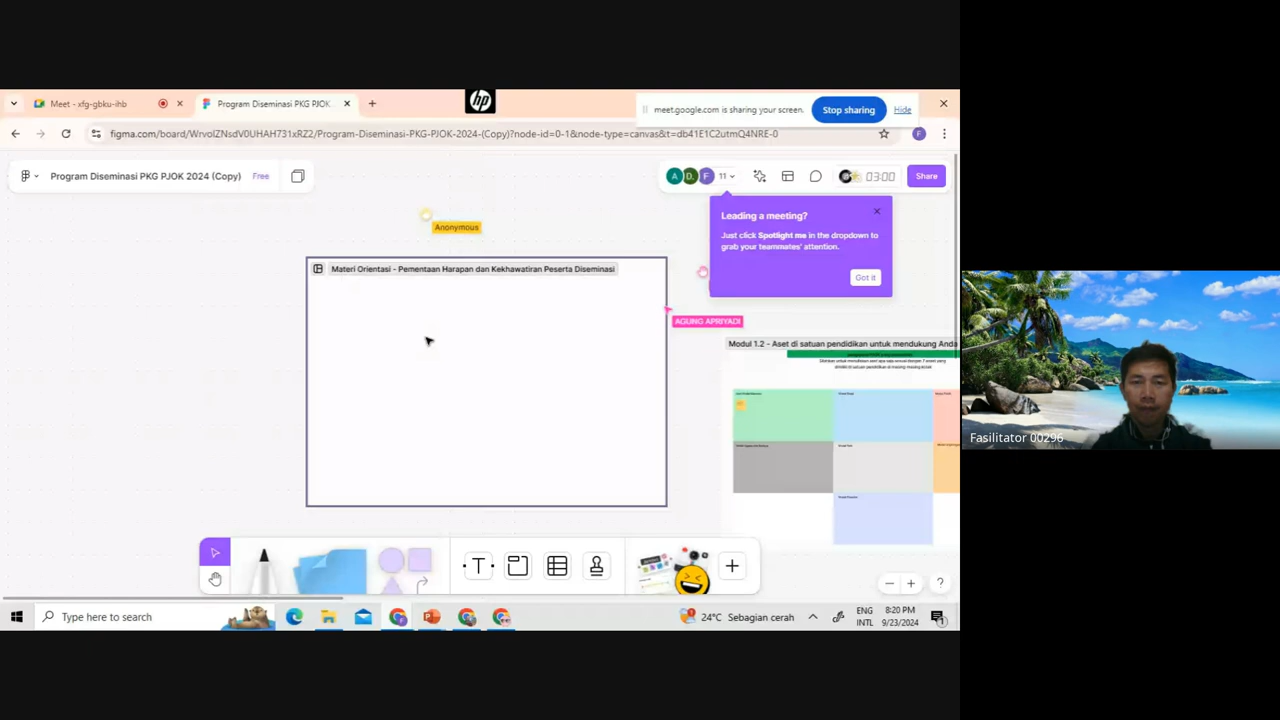 hp
Meet - xfg-gbku-ihb
Program Diseminasi PKG PJOK
meet.google.com is sharing your screen.
Stop sharing
Hide
figma.com/board/WrvolZNsdV0UHAH731xRZ2/Program-Diseminasi-PKG-PJOK-2024-(Copy)?node-id=0-1&node-type=canvas&t=db41E1C2utmQ4NRE-0
F
Program Diseminasi PKG PJOK 2024 (Copy)
Free
A
D.
F
11
03:00
Share
Leading a meeting?
Just click Spotlight me in the dropdown to
grab your teammates' attention.
Got it
Anonymous
Materi Orientasi - Pementaan Harapan dan Kekhawatiran Peserta Diseminasi
AGUNG APRIYADI
Modul 1.2 - Aset di satuan pendidikan untuk mendukung Anda
Fasilitator 00296
T
Type here to search
24°C Sebagian cerah
ENG
INTL
8:20 PM
9/23/2024
1